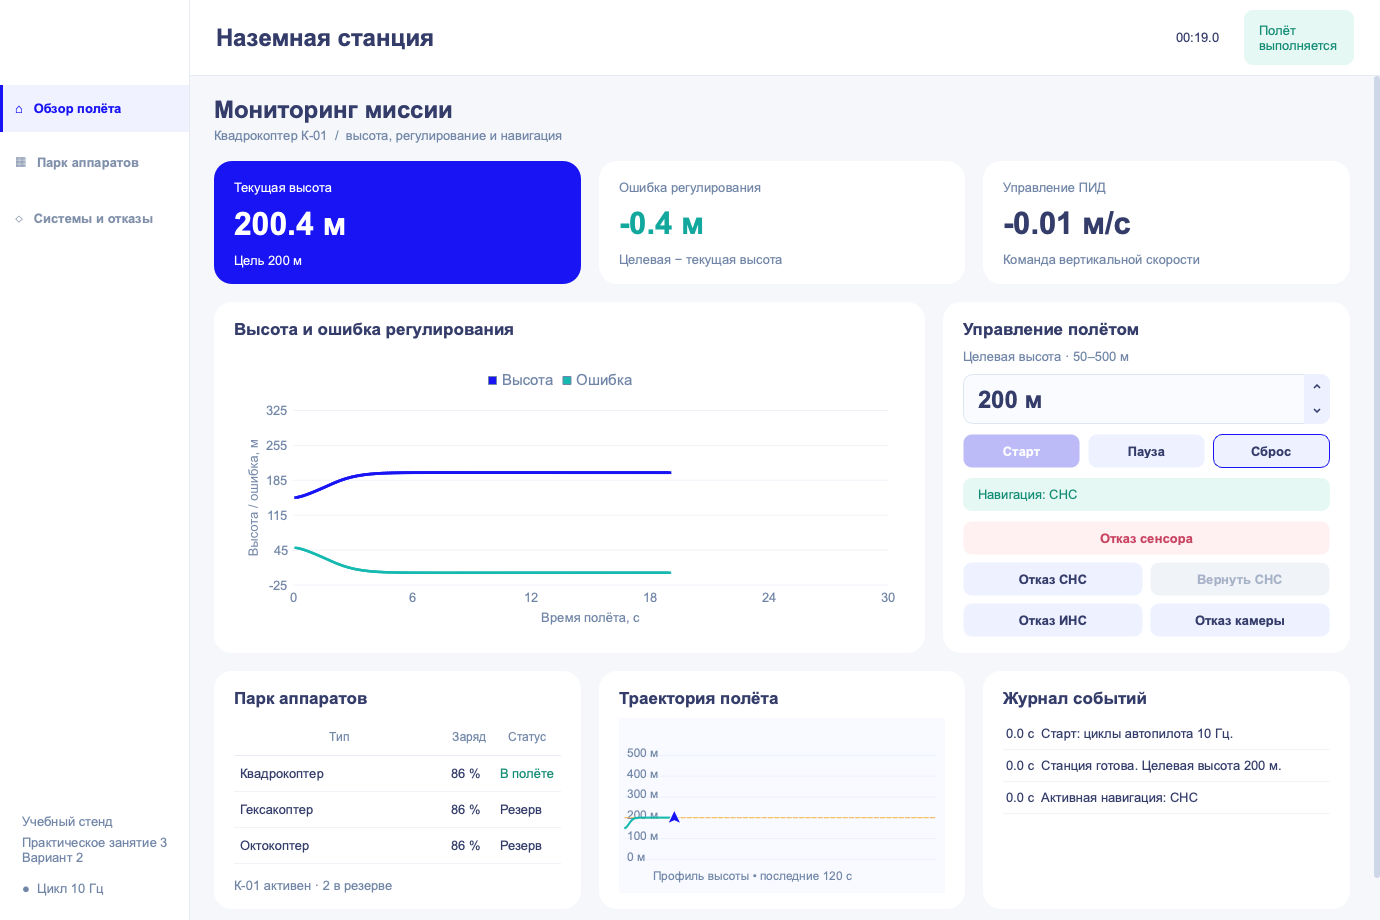 Наземная станция
00:19.0
Полёт
выполняется
Обзор полёта
Парк аппаратов
Системы и отказы
Мониторинг миссии
Квадрокоптер К-01 / высота, регулирование и навигация
Текущая высота
200.4 м
Цель 200 м
Ошибка регулирования
-0.4 м
Целевая − текущая высота
Управление ПИД
-0.01 м/с
Команда вертикальной скорости
Высота и ошибка регулирования
Высота
Ошибка
Высота / ошибка, м
325
255
185
115
45
-25
0
6
12
18
24
30
Время полёта, с
Управление полётом
Целевая высота · 50–500 м
200 м
Старт
Пауза
Сброс
Навигация: СНС
Отказ сенсора
Отказ СНС
Вернуть СНС
Отказ ИНС
Отказ камеры
Парк аппаратов
Тип Заряд Статус
Квадрокоптер 86 % В полёте
Гексакоптер 86 % Резерв
Октокоптер 86 % Резерв
К-01 активен · 2 в резерве
Траектория полёта
500 м
400 м
300 м
200 м
100 м
0 м
Профиль высоты • последние 120 с
Журнал событий
0.0 с Старт: циклы автопилота 10 Гц.
0.0 с Станция готова. Целевая высота 200 м.
0.0 с Активная навигация: СНС
Учебный стенд
Практическое занятие 3
Вариант 2
● Цикл 10 Гц